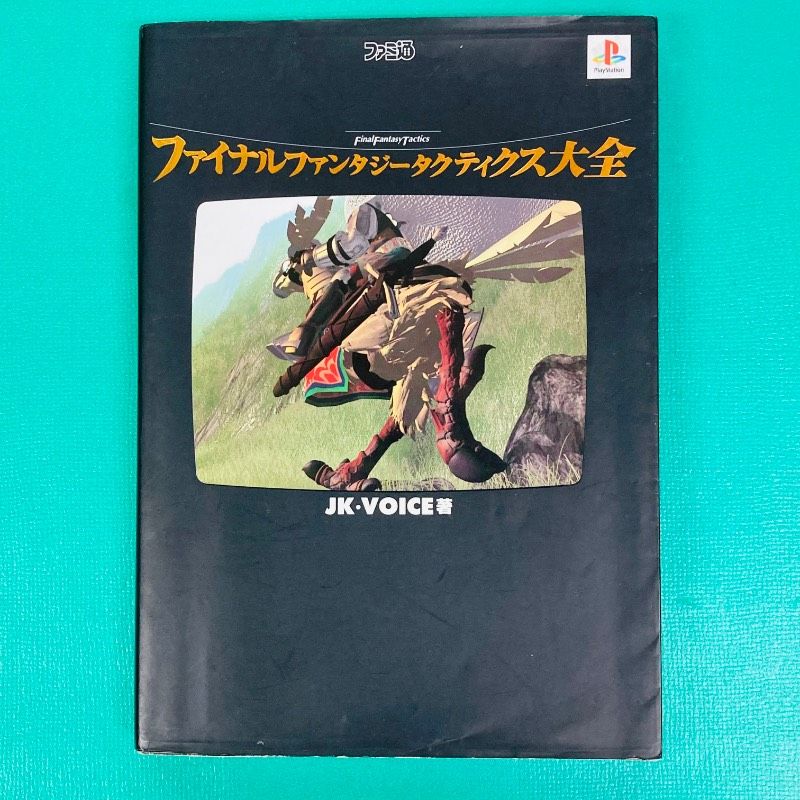 ファミ通
PlayStation
FinalFantasyTactics
ファイナルファンタジータクティクス大全
JK・VOICE著